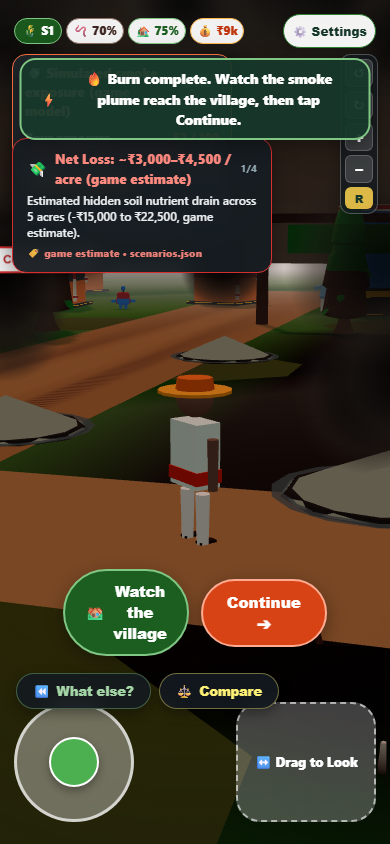 S1
70%
75%
₹9k
Settings
Burn complete. Watch the smoke
plume reach the village, then tap
Continue.
Net Loss: ~₹3,000–₹4,500 /
acre (game estimate)
1/4
Estimated hidden soil nutrient drain across
5 acres (-₹15,000 to ₹22,500, game
estimate).
game estimate • scenarios.json
–
R
Watch
the
village
Continue
→
What else?
Compare
Drag to Look